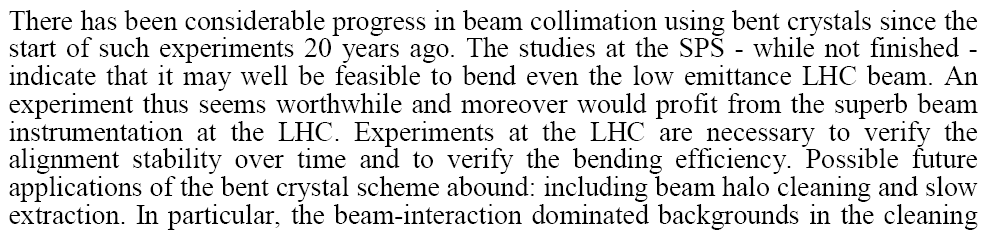 There has been considerable progress in beam collimation using bent crystals since the
start of such experiments 20 years ago. The studies at the SPS - while not finished -
indicate that it may well be feasible to bend even the low emittance LHC beam. An
experiment thus seems worthwhile and moreover would profit from the superb beam
instrumentation at the LHC. Experiments at the LHC are necessary to verify the
alignment stability over time and to verify the bending efficiency. Possible future
applications of the bent crystal scheme abound: including beam halo cleaning and slow
extraction. In particular, the beam-interaction dominated backgrounds in the cleaning